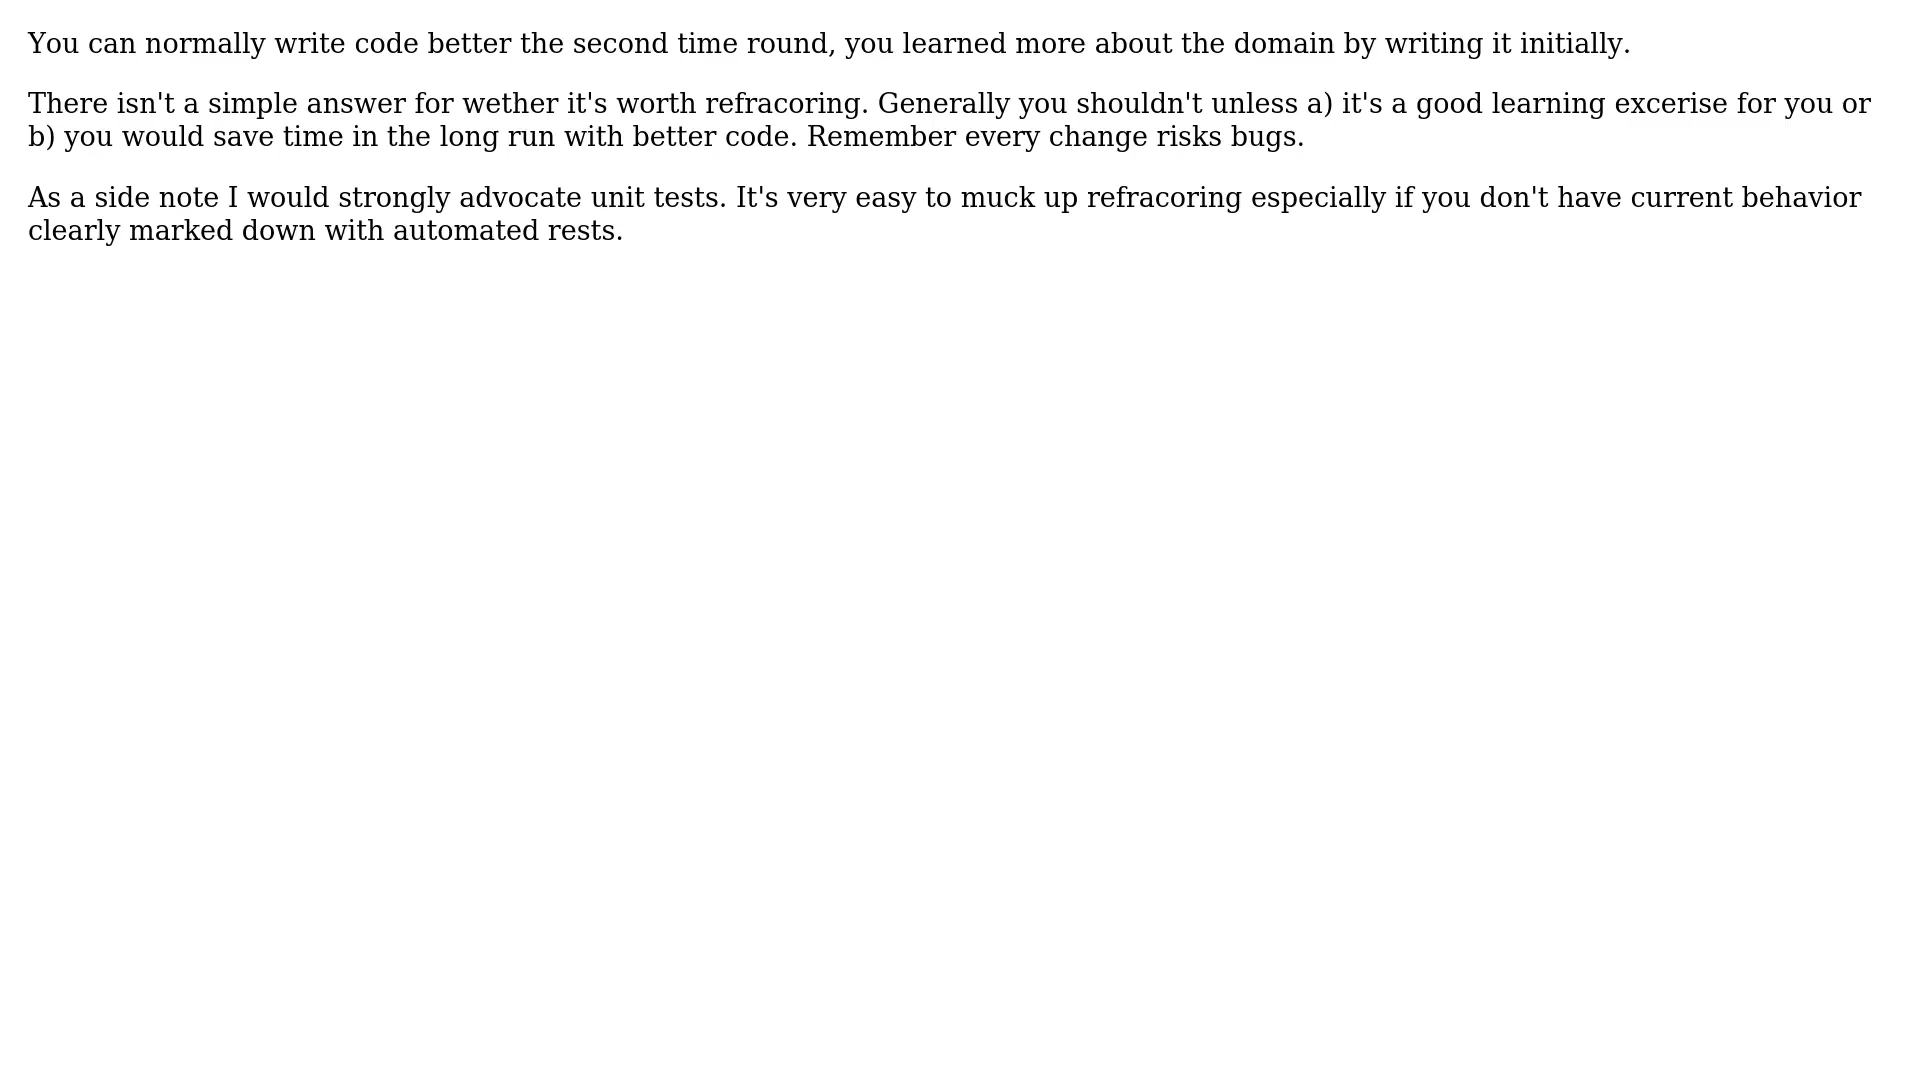 You can normally write code better the second time round, you learned more about the domain by writing it initially.
There isn't a simple answer for wether it's worth refracoring. Generally you shouldn't unless a) it's a good learning excerise for you or
b) you would save time in the long run with better code. Remember every change risks bugs.
As a side note I would strongly advocate unit tests. It's very easy to muck up refracoring especially if you don't have current behavior
clearly marked down with automated rests.